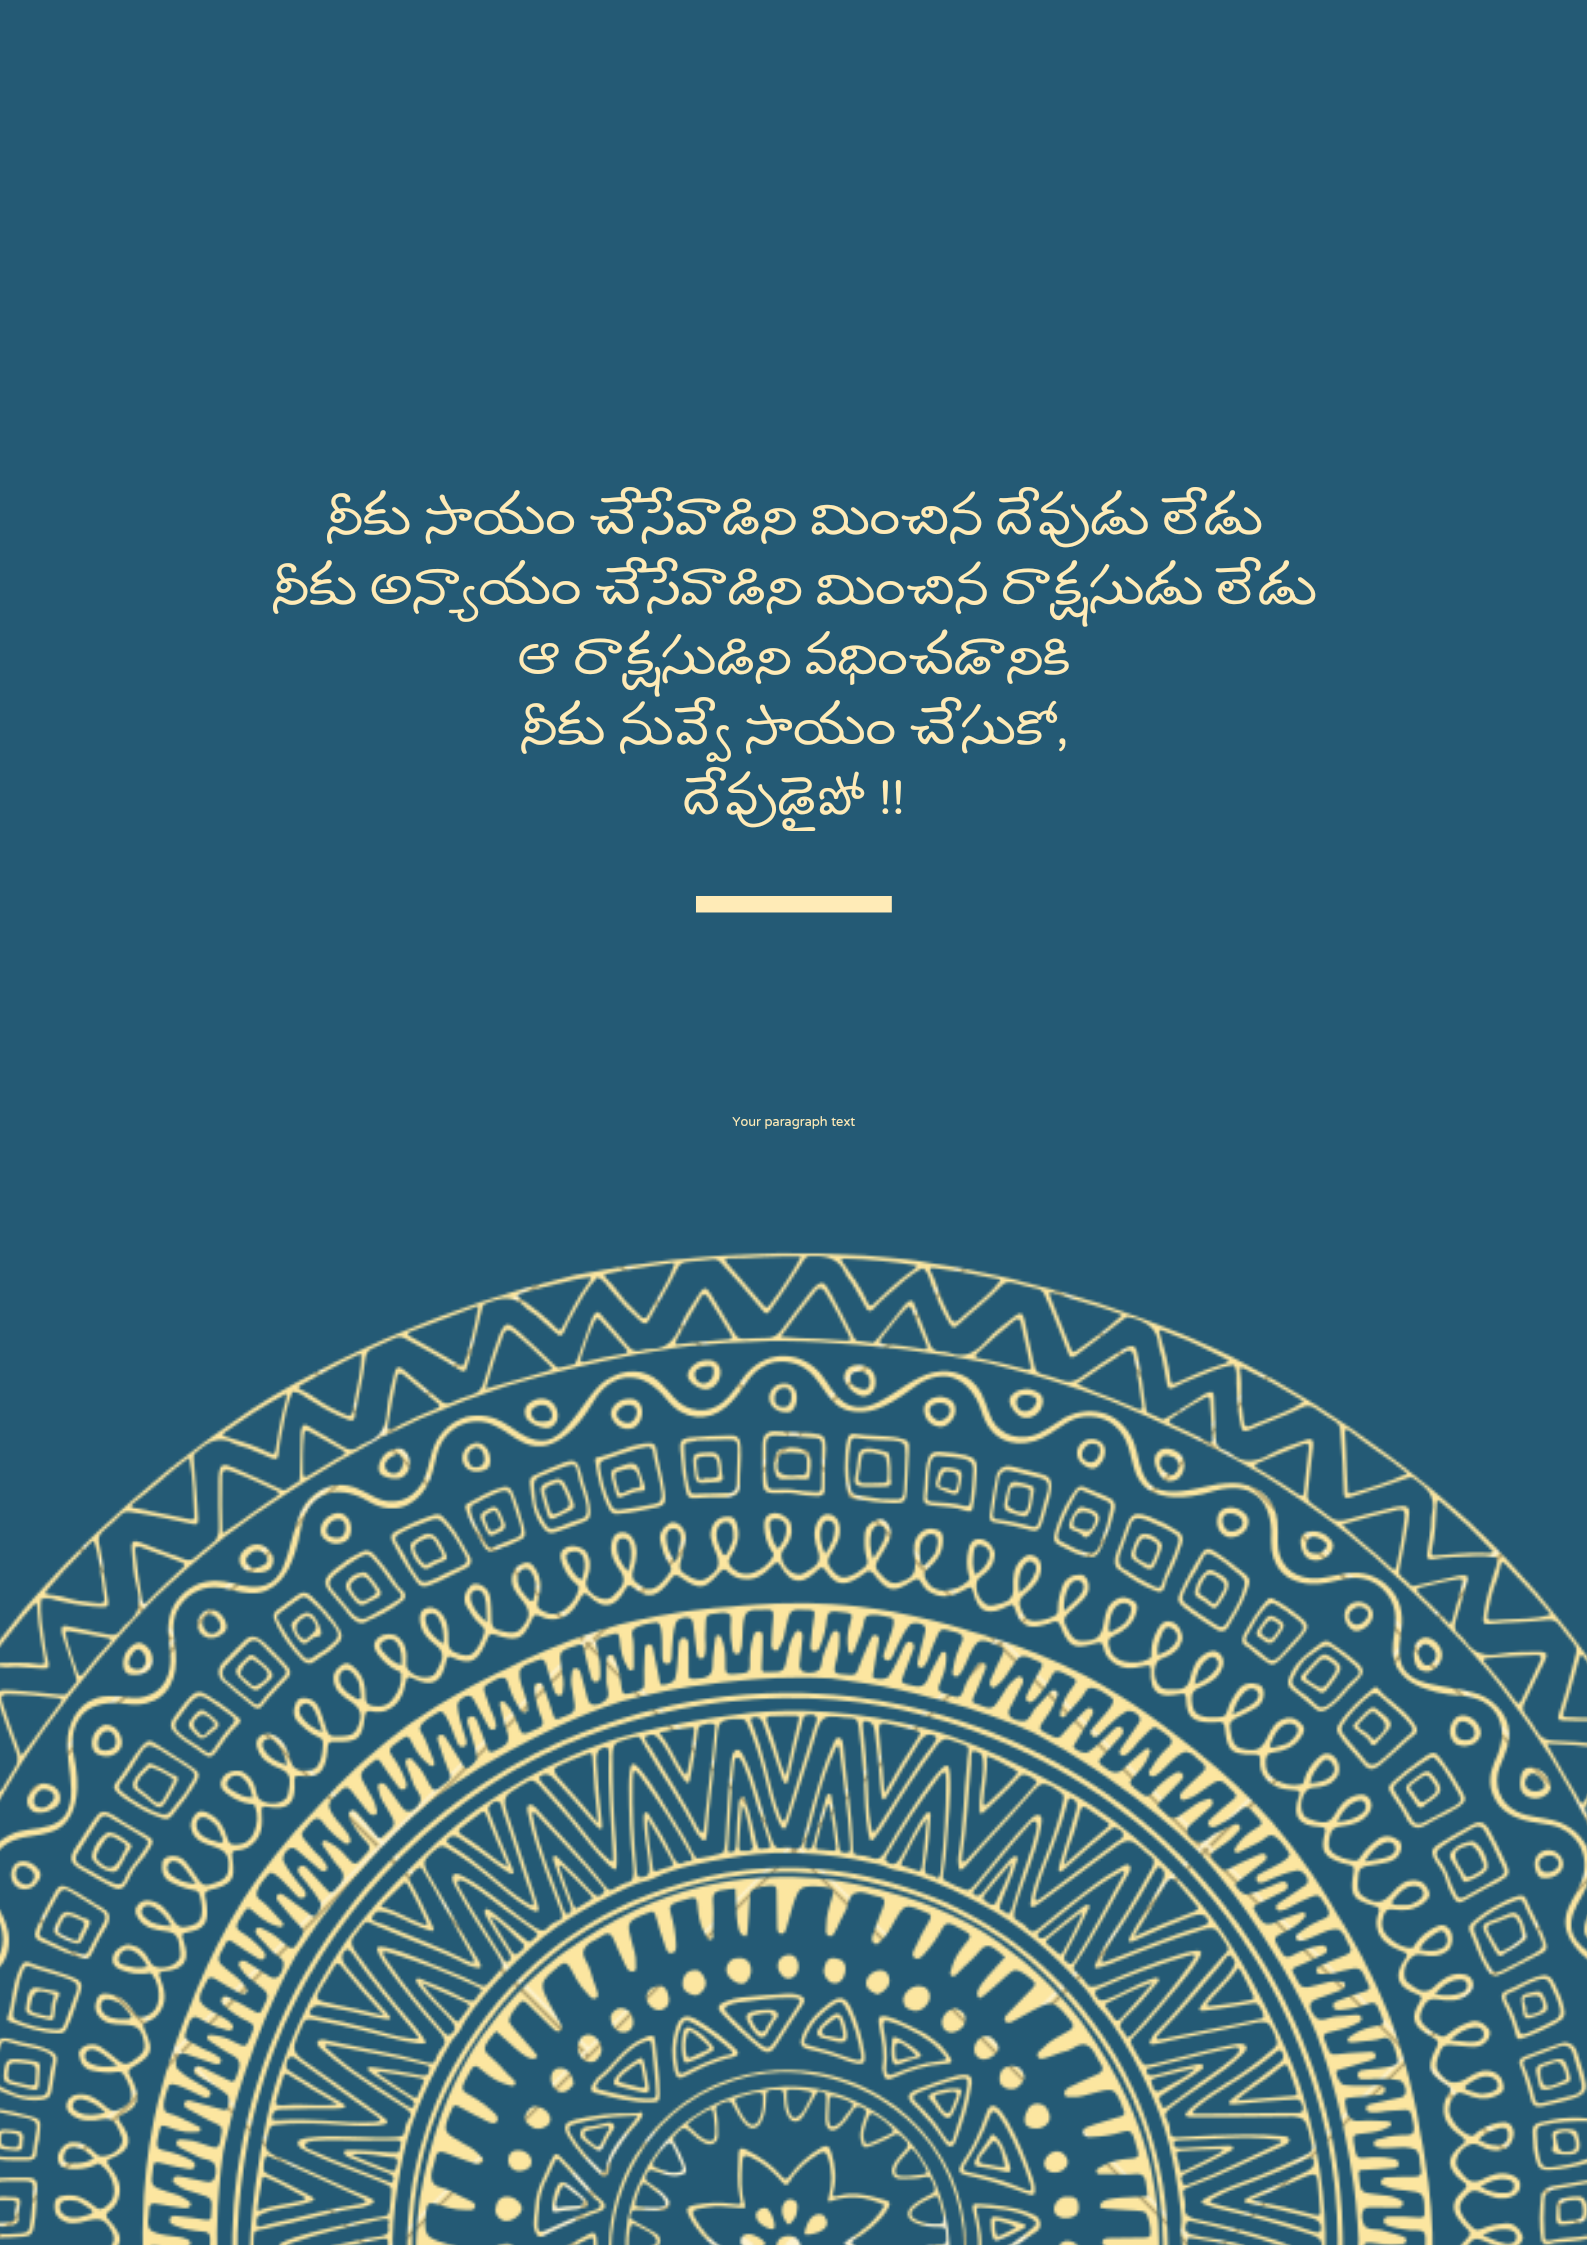 నీకు సాయం చేసేవాడిని మించిన దేవుడు లేడు
నీకు అన్యాయం చేసేవాడిని మించిన రాక్షసుడు లేడు
ఆ రాక్షసుడిని వధించడానికి
నీకు నువ్వే సాయం చేసుకో,
దేవుడైపో !!
Your paragraph text